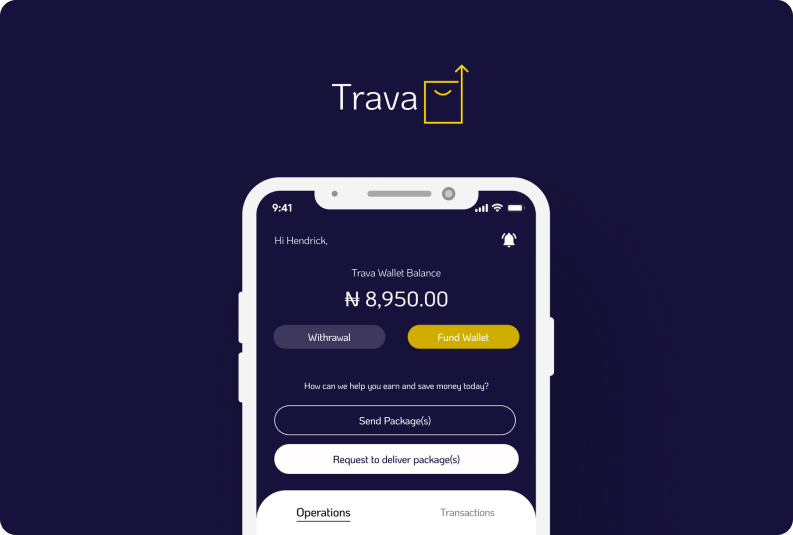 Trava
9:41
Hi Hendrick,
Trava Wallet Balance
₦ 8,950.00
Withrawal Fund Wallet
How can we help you earn and save money today?
Send Package(s)
Request to deliver package(s)
Operations Transactions